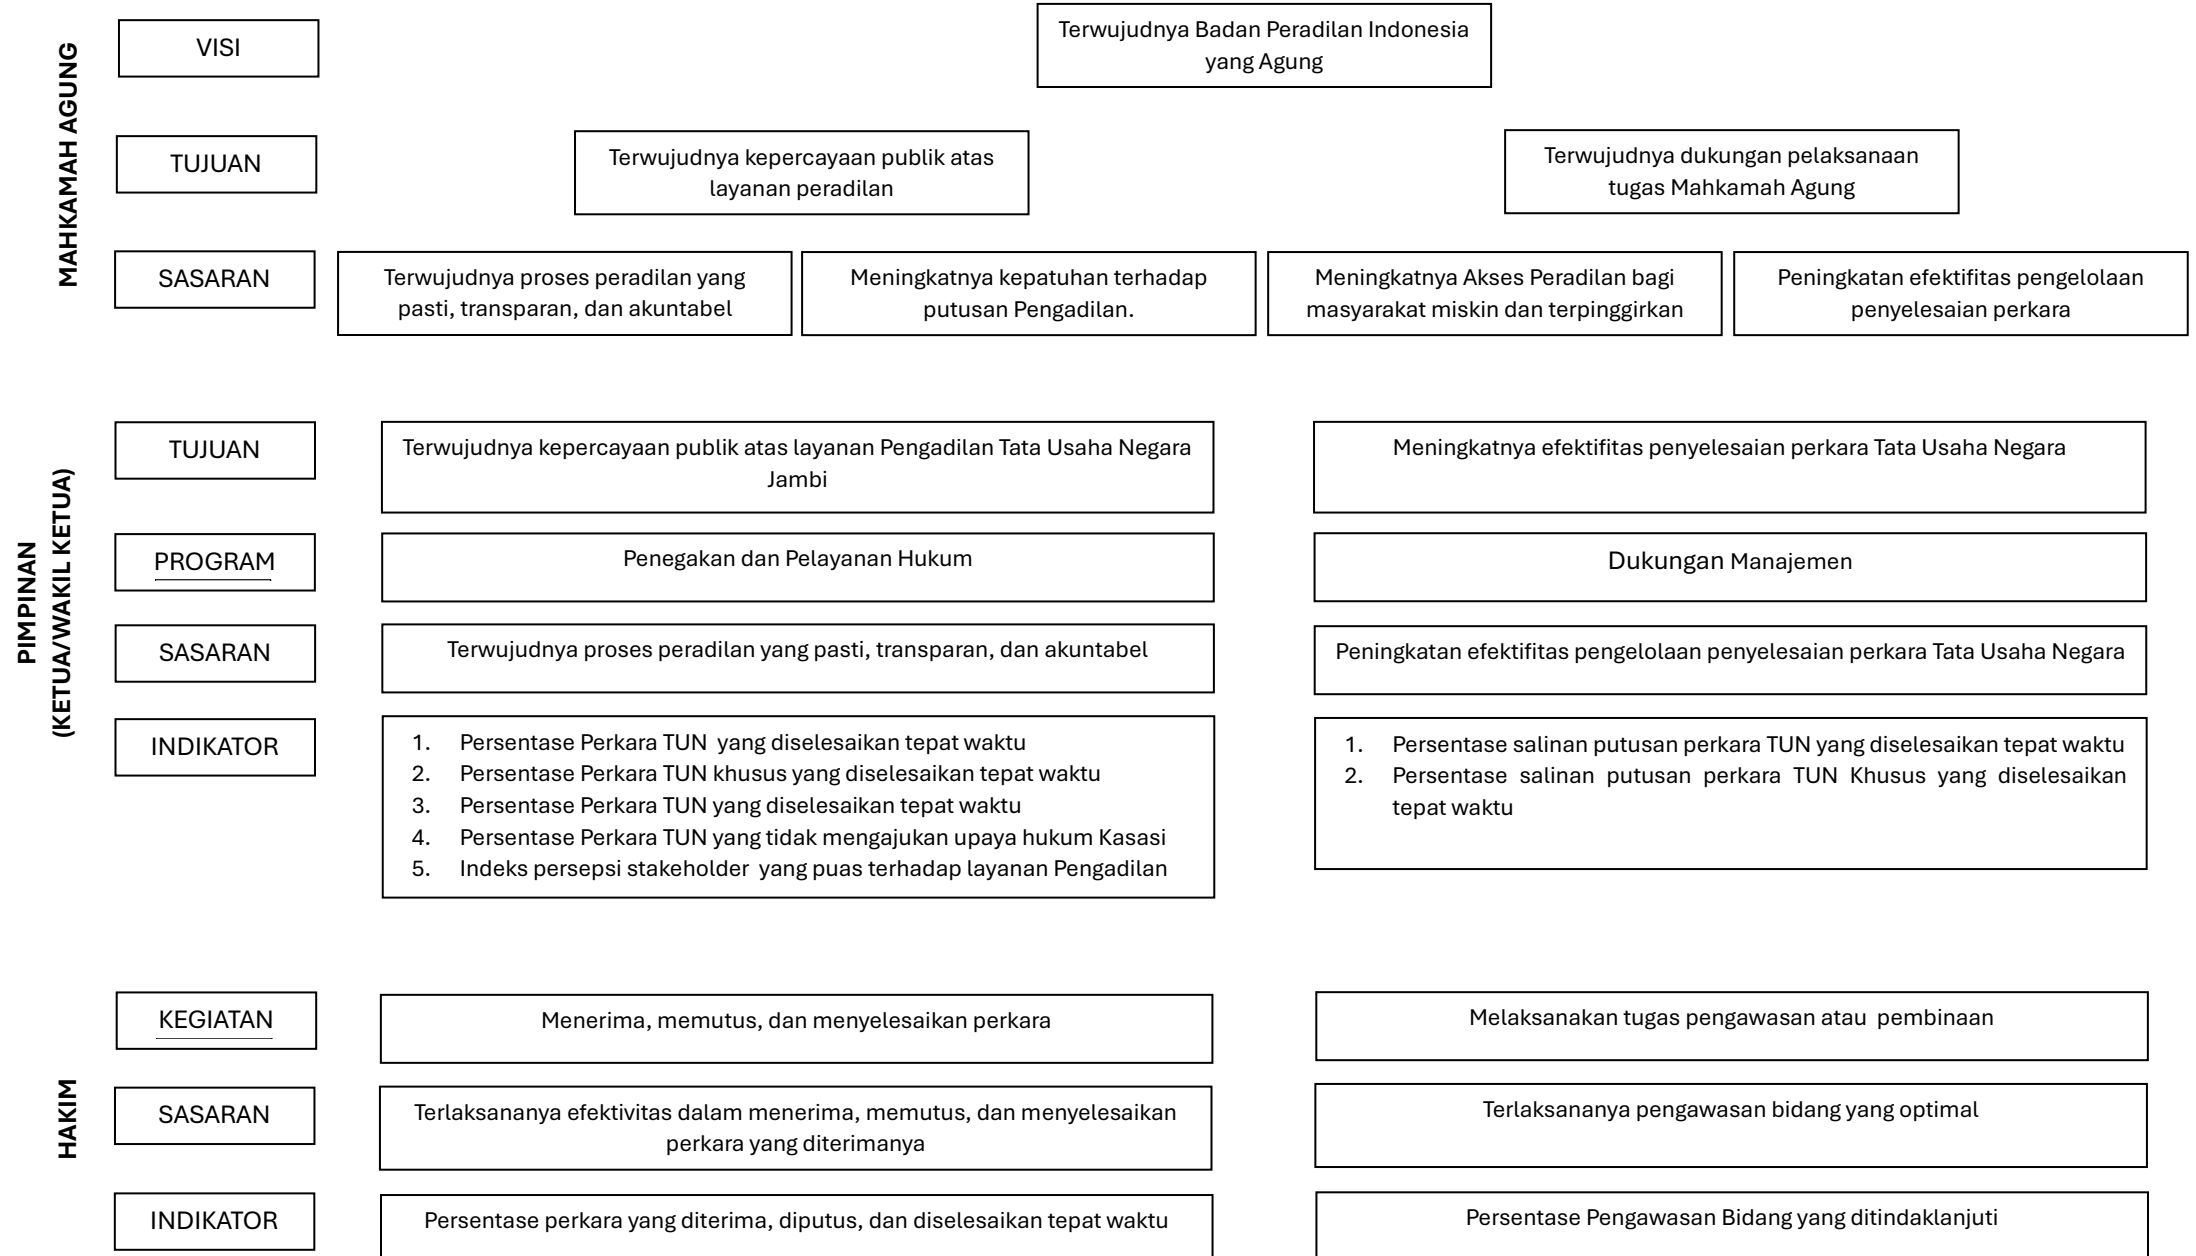 MAHKAMAH AGUNG
VISI
Terwujudnya Badan Peradilan Indonesia
yang Agung
TUJUAN
Terwujudnya kepercayaan publik atas
layanan peradilan
Terwujudnya dukungan pelaksanaan
tugas Mahkamah Agung
SASARAN
Terwujudnya proses peradilan yang
pasti, transparan, dan akuntabel
Meningkatnya kepatuhan terhadap
putusan Pengadilan.
Meningkatnya Akses Peradilan bagi
masyarakat miskin dan terpinggirkan
Peningkatan efektifitas pengelolaan
penyelesaian perkara
PIMPINAN
(KETUA/WAKIL KETUA)
TUJUAN
Terwujudnya kepercayaan publik atas layanan Pengadilan Tata Usaha Negara
Jambi
Meningkatnya efektifitas penyelesaian perkara Tata Usaha Negara
PROGRAM
Penegakan dan Pelayanan Hukum
Dukungan Manajemen
SASARAN
Terwujudnya proses peradilan yang pasti, transparan, dan akuntabel
Peningkatan efektifitas pengelolaan penyelesaian perkara Tata Usaha Negara
INDIKATOR
1. Persentase Perkara TUN yang diselesaikan tepat waktu
2. Persentase Perkara TUN khusus yang diselesaikan tepat waktu
3. Persentase Perkara TUN yang diselesaikan tepat waktu
4. Persentase Perkara TUN yang tidak mengajukan upaya hukum Kasasi
5. Indeks persepsi stakeholder yang puas terhadap layanan Pengadilan
1. Persentase salinan putusan perkara TUN yang diselesaikan tepat waktu
2. Persentase salinan putusan perkara TUN Khusus yang diselesaikan
tepat waktu
HAKIM
KEGIATAN
Menerima, memutus, dan menyelesaikan perkara
Melaksanakan tugas pengawasan atau pembinaan
SASARAN
Terlaksananya efektivitas dalam menerima, memutus, dan menyelesaikan
perkara yang diterimanya
Terlaksananya pengawasan bidang yang optimal
INDIKATOR
Persentase perkara yang diterima, diputus, dan diselesaikan tepat waktu
Persentase Pengawasan Bidang yang ditindaklanjuti